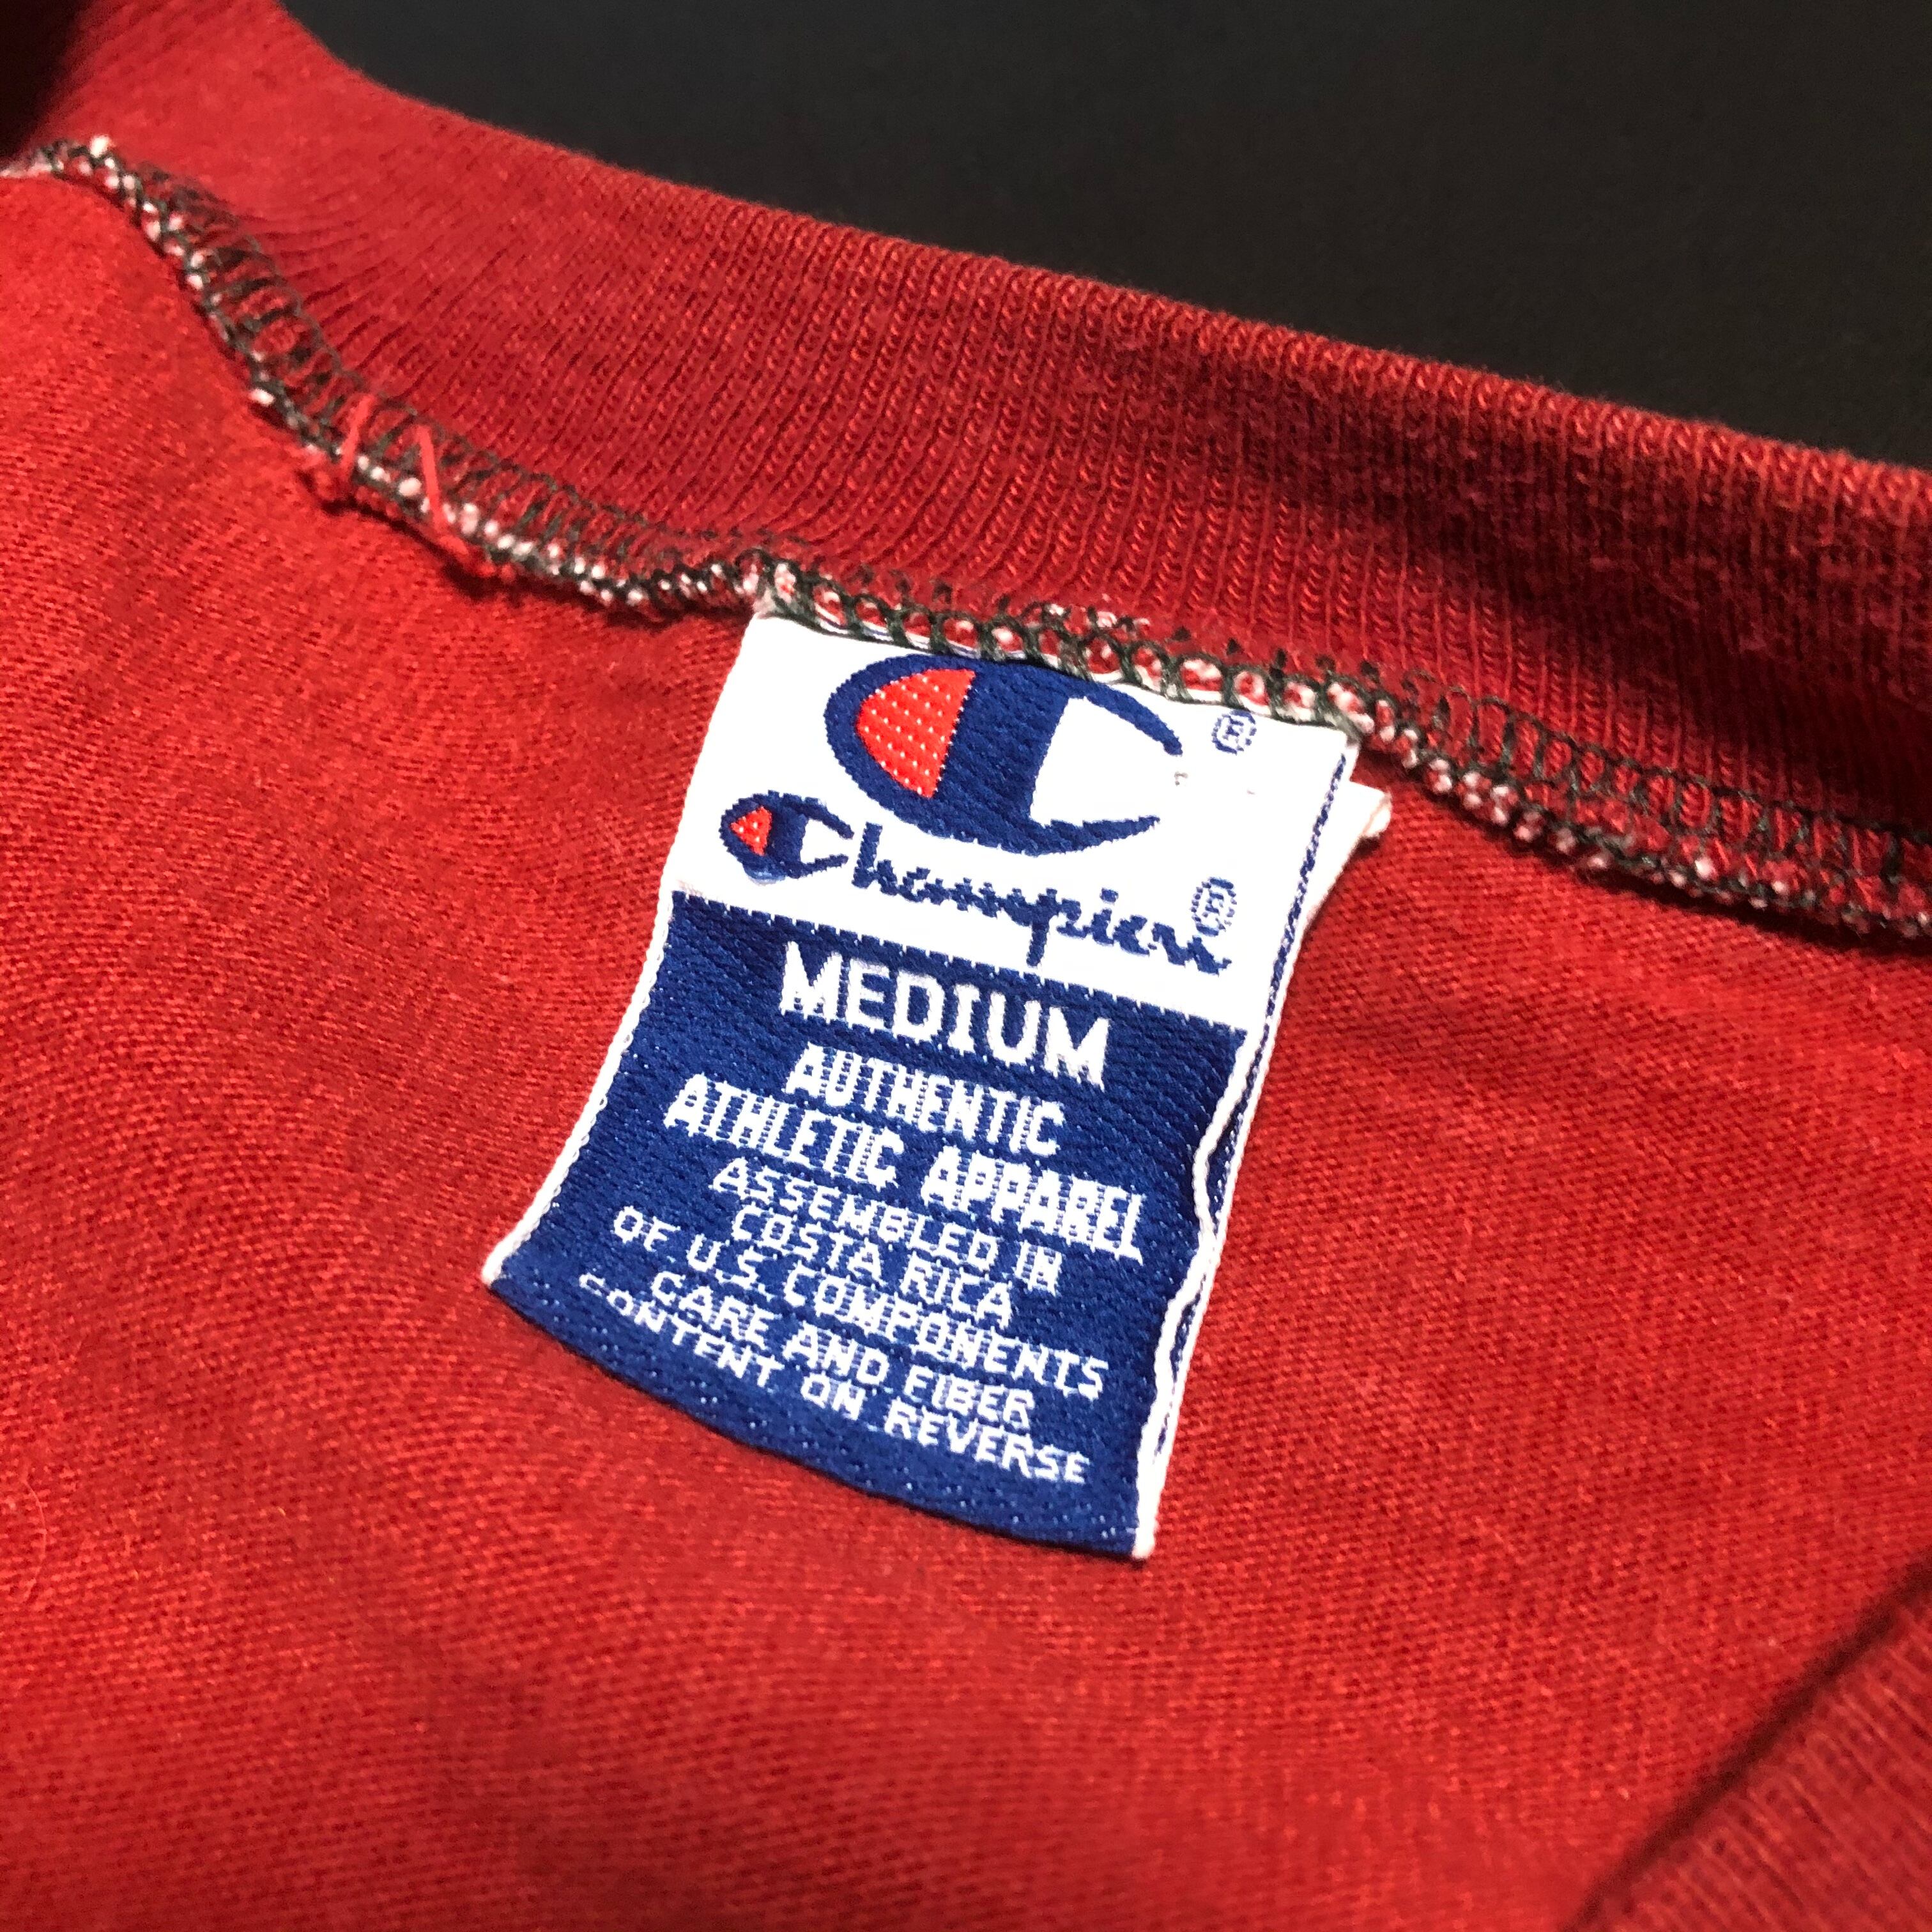 ®
Champion®
MEDIUM
AUTHENTIC
ATHLETIC APPAREL
ASSEMBLED IN
COSTA RICA
OF U.S. COMPONENTS
CARE AND FIBER
CONTENT ON REVERSE